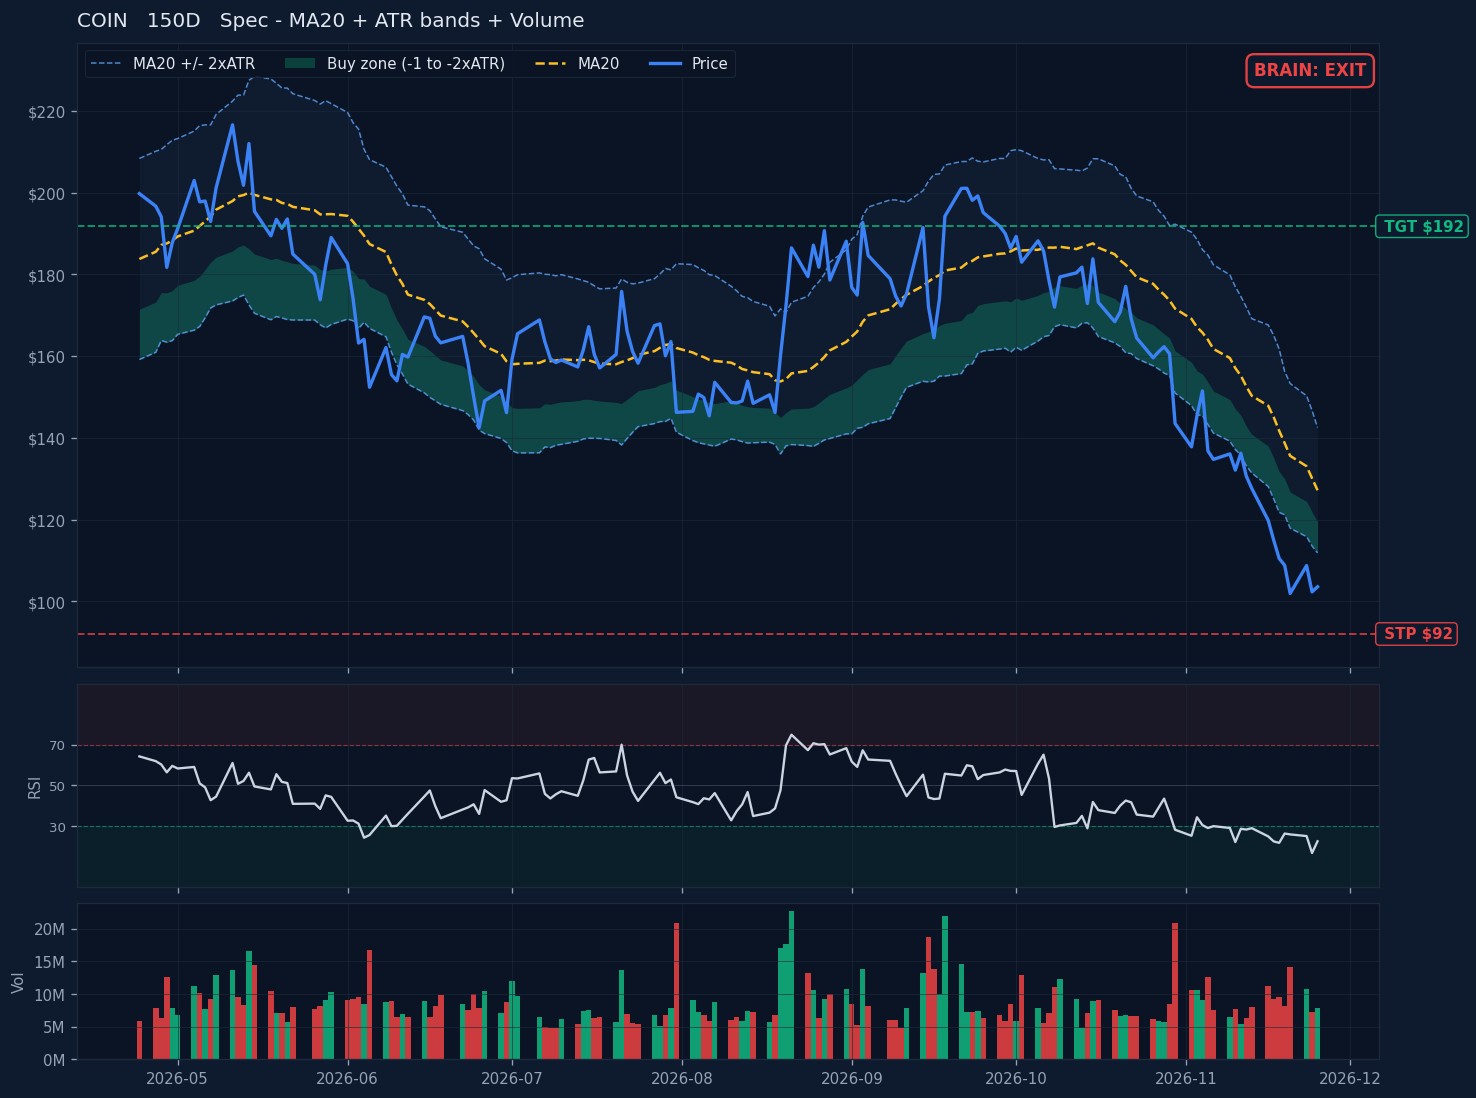 COIN   150D   Spec - MA20 + ATR bands + Volume
MA20 +/- 2xATR   Buy zone (-1 to -2xATR)   MA20   Price
BRAIN: EXIT
$220
$200
TGT $192
$180
$160
$140
$120
$100
STP $92
RSI
70
50
30
Vol
20M
15M
10M
5M
0M
2026-05   2026-06   2026-07   2026-08   2026-09   2026-10   2026-11   2026-12